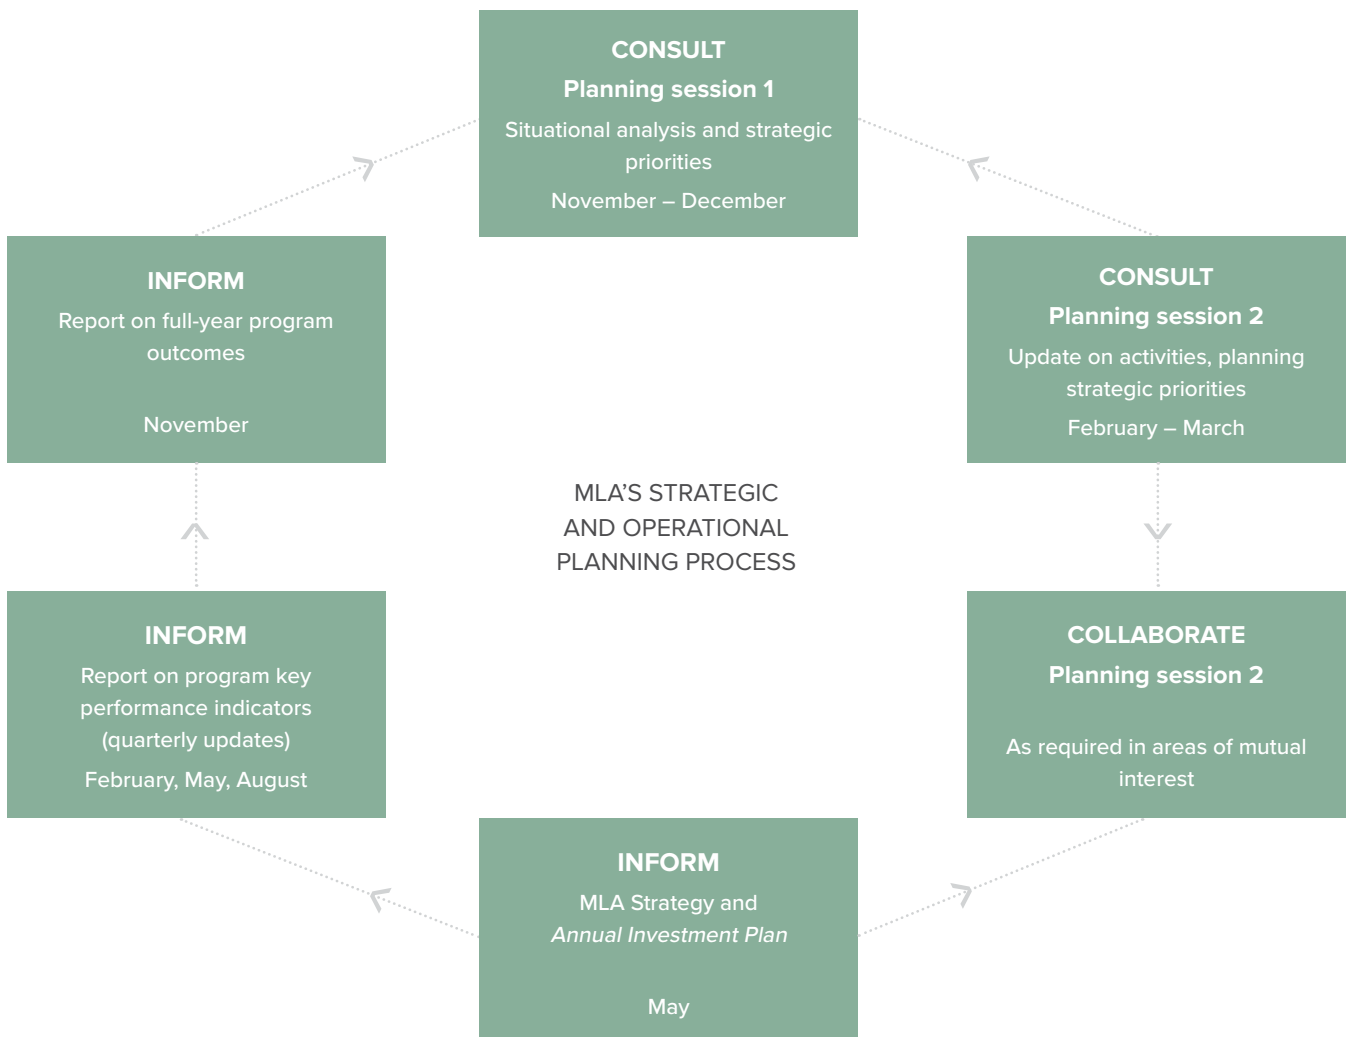 CONSULT
Planning session 1
Situational analysis and strategic
priorities
November – December
CONSULT
Planning session 2
Update on activities, planning
strategic priorities
February – March
COLLABORATE
Planning session 2
As required in areas of mutual
interest
INFORM
MLA Strategy and
Annual Investment Plan
May
INFORM
Report on program key
performance indicators
(quarterly updates)
February, May, August
INFORM
Report on full-year program
outcomes
November
MLA’S STRATEGIC
AND OPERATIONAL
PLANNING PROCESS